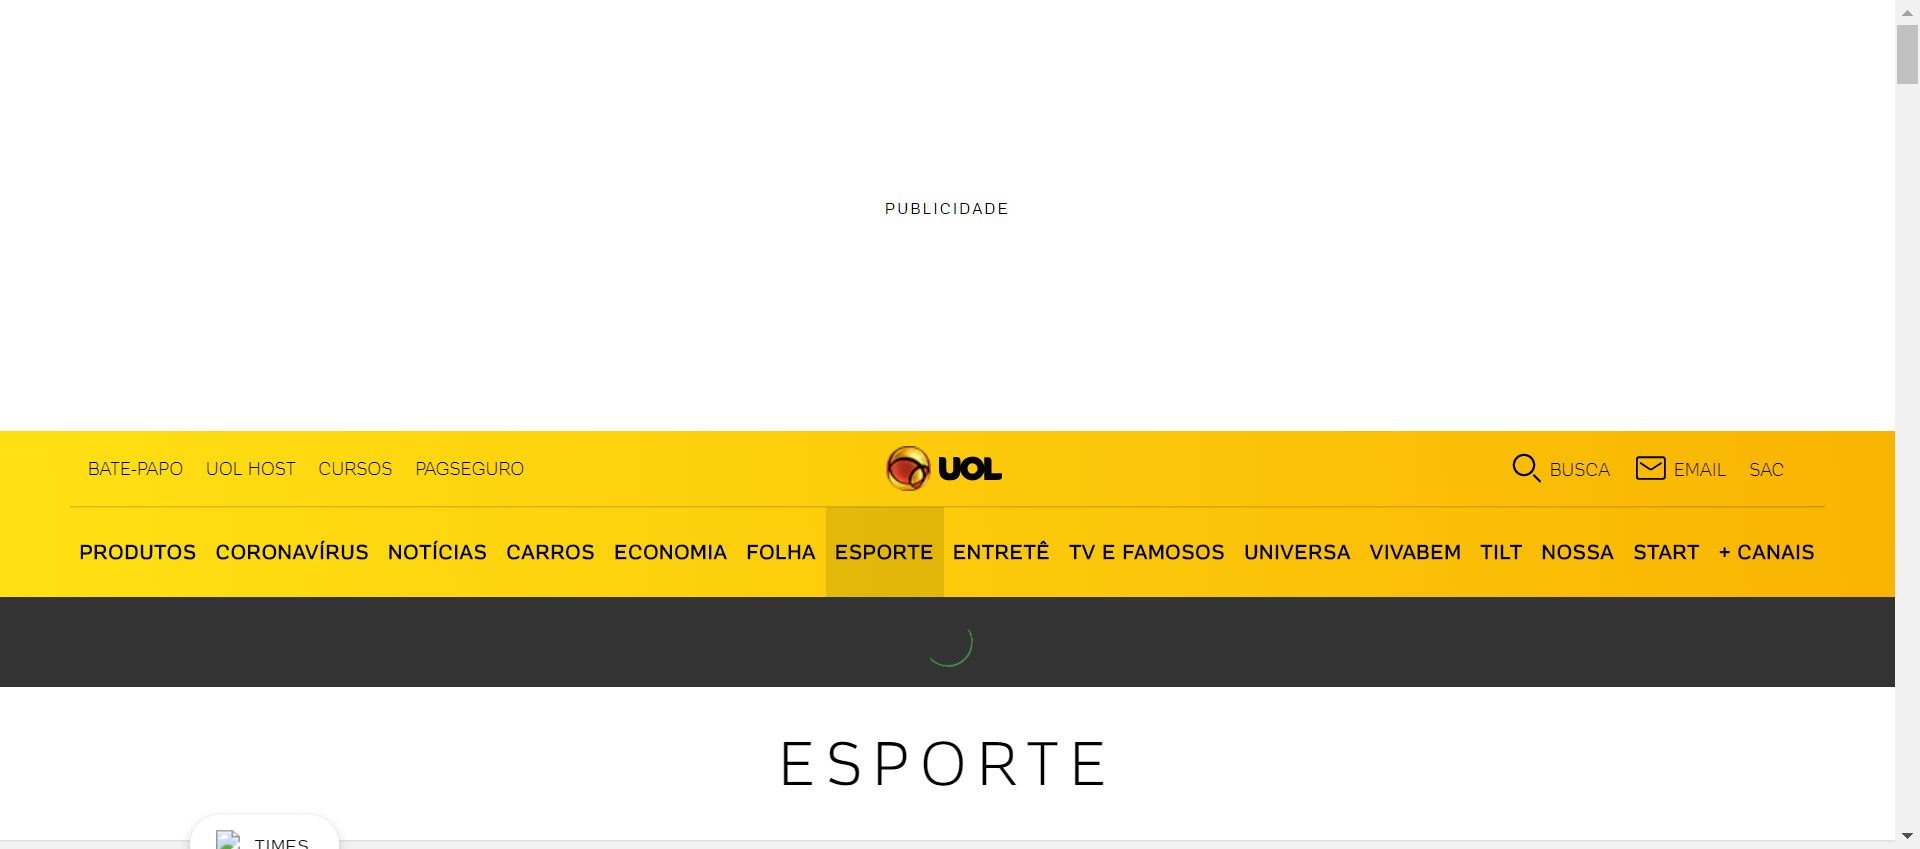 PUBLICIDADE
BATE-PAPO UOL HOST CURSOS PAGSEGURO UOL BUSCA EMAIL SAC
PRODUTOS CORONAVÍRUS NOTÍCIAS CARROS ECONOMIA FOLHA ESPORTE ENTRETÊ TV E FAMOSOS UNIVERSA VIVABEM TILT NOSSA START + CANAIS
ESPORTE
TIMES